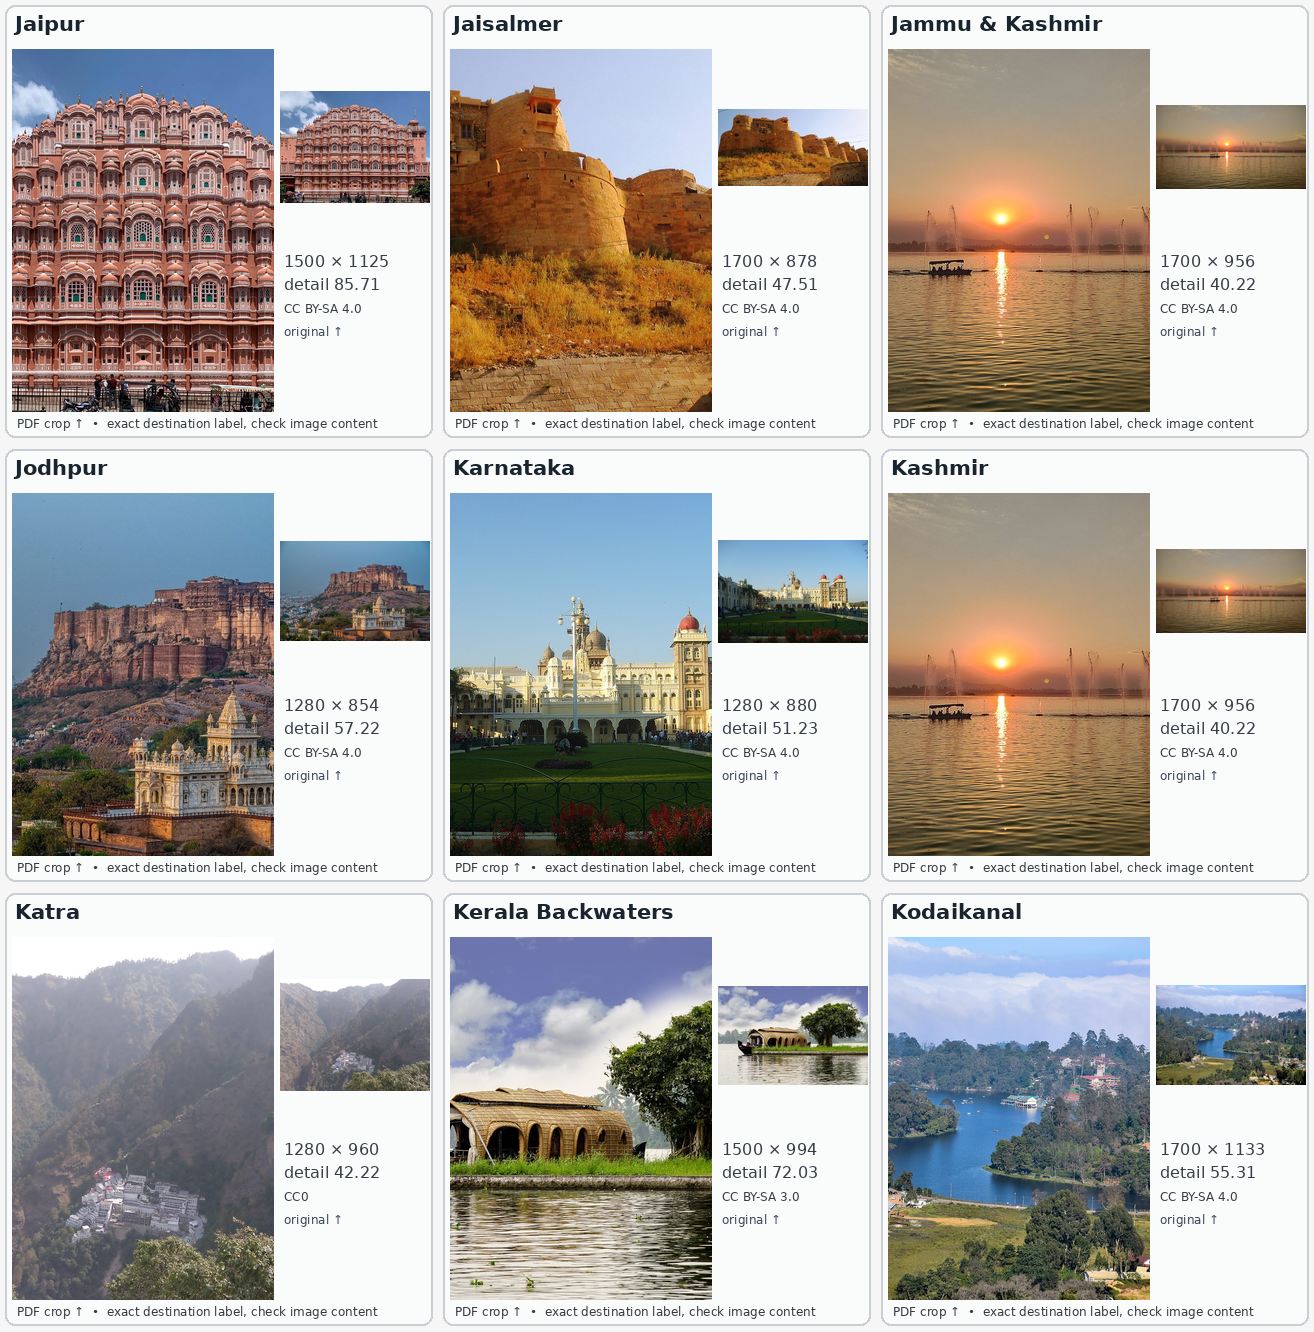 Jaipur
1500 × 1125
detail 85.71
CC BY-SA 4.0
original ↑
PDF crop ↑ • exact destination label, check image content
Jaisalmer
1700 × 878
detail 47.51
CC BY-SA 4.0
original ↑
PDF crop ↑ • exact destination label, check image content
Jammu & Kashmir
1700 × 956
detail 40.22
CC BY-SA 4.0
original ↑
PDF crop ↑ • exact destination label, check image content
Jodhpur
1280 × 854
detail 57.22
CC BY-SA 4.0
original ↑
PDF crop ↑ • exact destination label, check image content
Karnataka
1280 × 880
detail 51.23
CC BY-SA 4.0
original ↑
PDF crop ↑ • exact destination label, check image content
Kashmir
1700 × 956
detail 40.22
CC BY-SA 4.0
original ↑
PDF crop ↑ • exact destination label, check image content
Katra
1280 × 960
detail 42.22
CC0
original ↑
PDF crop ↑ • exact destination label, check image content
Kerala Backwaters
1500 × 994
detail 72.03
CC BY-SA 3.0
original ↑
PDF crop ↑ • exact destination label, check image content
Kodaikanal
1700 × 1133
detail 55.31
CC BY-SA 4.0
original ↑
PDF crop ↑ • exact destination label, check image content